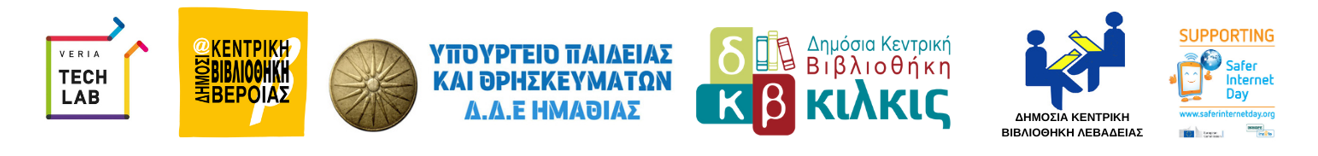 VERIA
TECH
LAB
@ΚΕΝΤΡΙΚΗ
ΔΗΜΟΣΙΑ
ΒΙΒΛΙΟΘΗΚΗ
ΒΕΡΟΙΑΣ
β
ΥΠΟΥΡΓΕΙΟ ΠΑΙΔΕΙΑΣ
ΚΑΙ ΘΡΗΣΚΕΥΜΑΤΩΝ
Δ.Δ.Ε ΗΜΑΘΙΑΣ
δ
κ β
Δημόσια Κεντρική
Βιβλιοθήκη
κιλκις
ΔΗΜΟΣΙΑ ΚΕΝΤΡΙΚΗ
ΒΙΒΛΙΟΘΗΚΗ ΛΕΒΑΔΕΙΑΣ
SUPPORTING
Safer
Internet
Day
www.saferinternetday.org